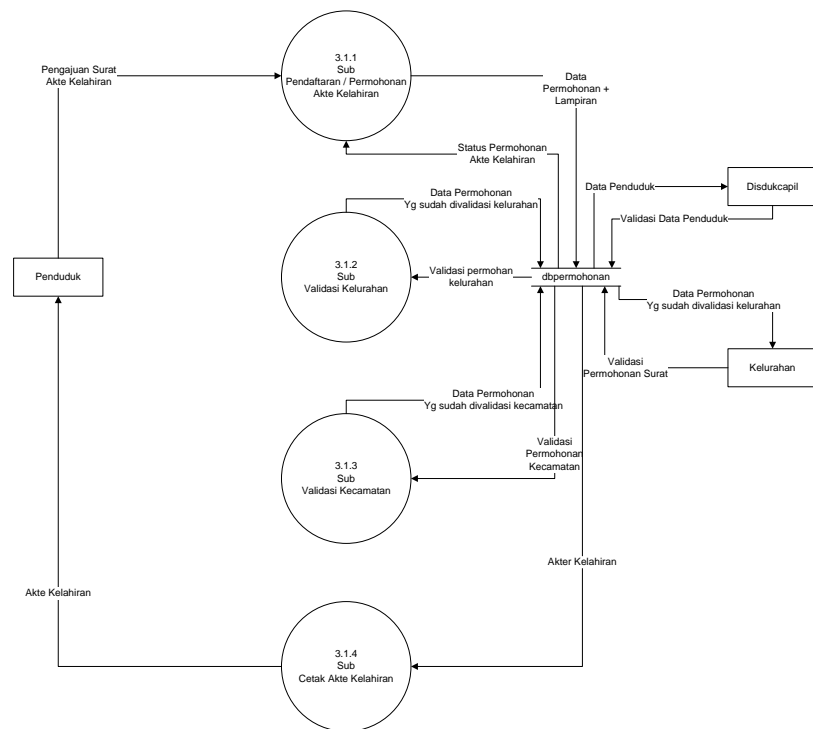 3.1.1
Sub
Pendaftaran / Permohonan
Akte Kelahiran
Pengajuan Surat
Akte Kelahiran
Data
Permohonan +
Lampiran
Status Permohonan
Akte Kelahiran
Data Penduduk
Disdukcapil
Validasi Data Penduduk
Data Permohonan
Yg sudah divalidasi kelurahan
3.1.2
Sub
Validasi Kelurahan
Validasi permohan
kelurahan
dbpermohonan
Penduduk
Data Permohonan
Yg sudah divalidasi kelurahan
Validasi
Permohonan Surat
Kelurahan
Data Permohonan
Yg sudah divalidasi kecamatan
3.1.3
Sub
Validasi Kecamatan
Validasi
Permohonan
Kecamatan
Akter Kelahiran
Akte Kelahiran
3.1.4
Sub
Cetak Akte Kelahiran